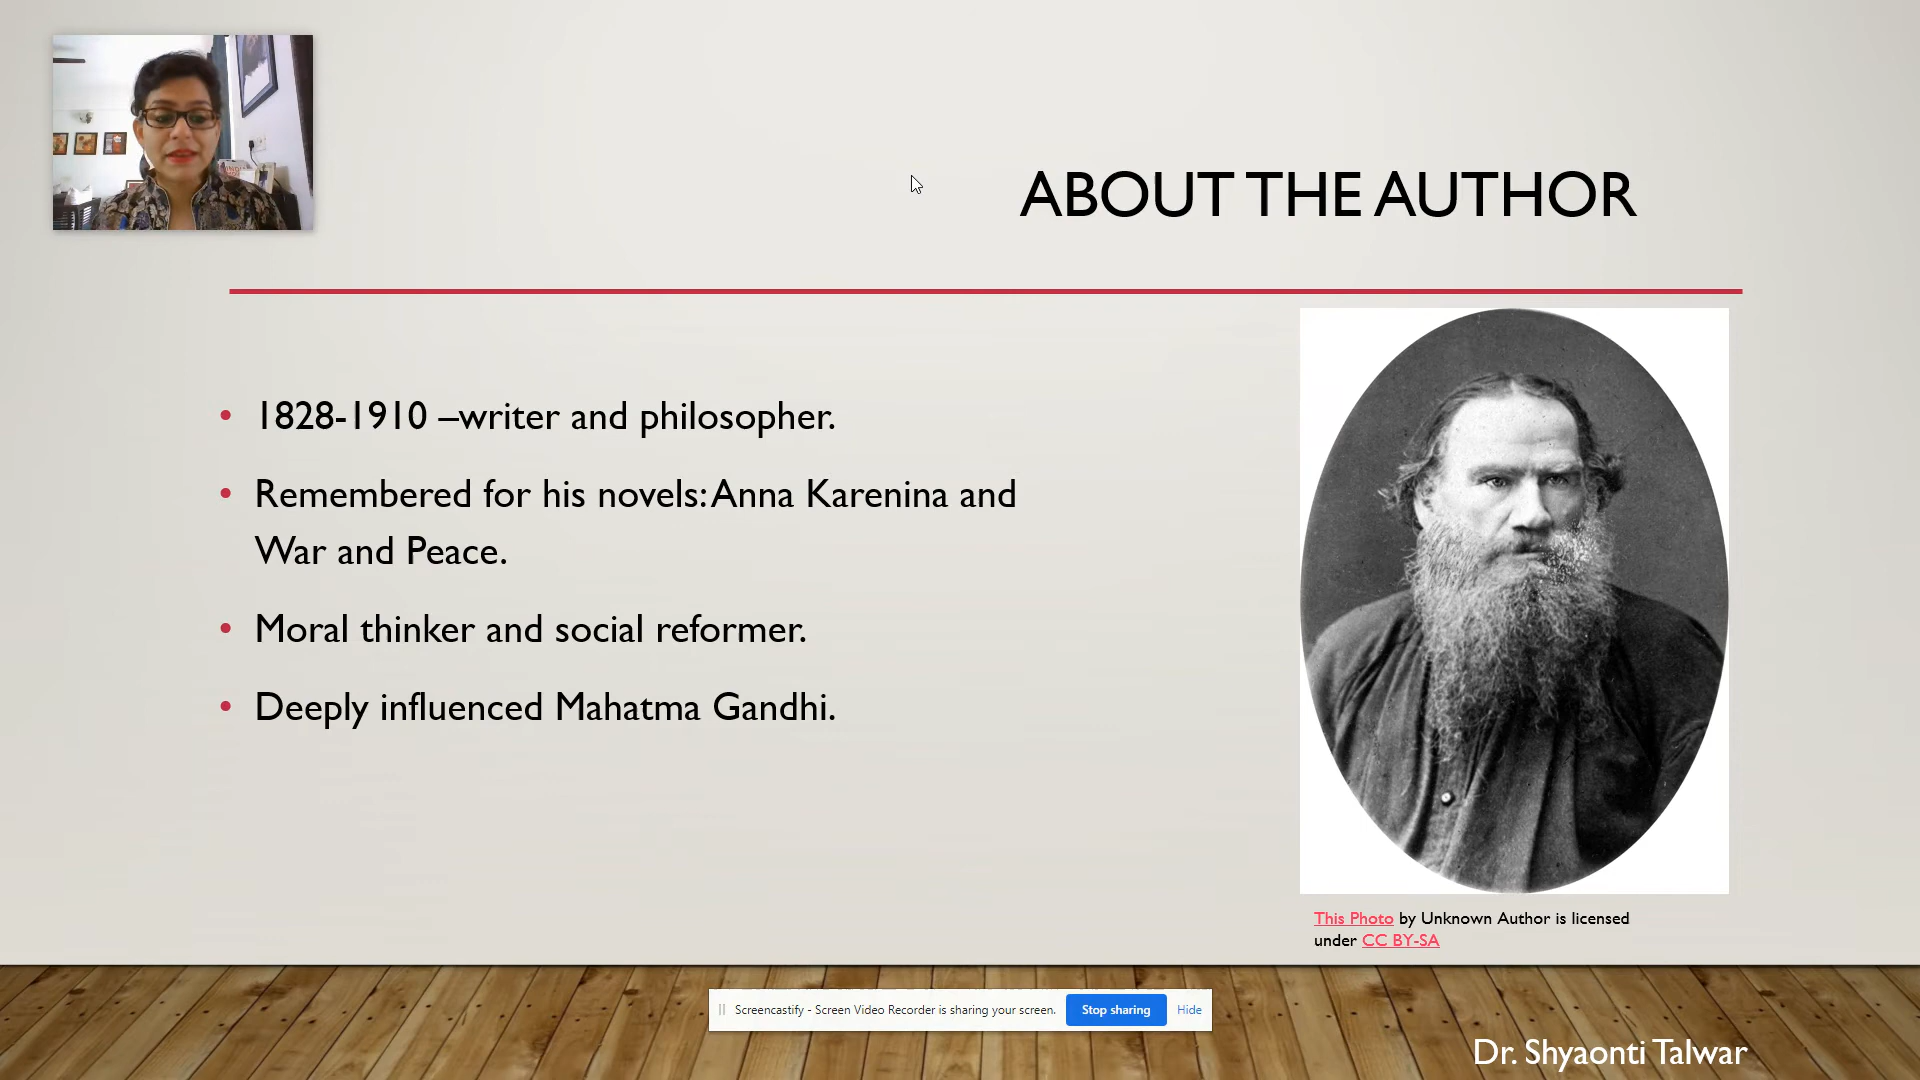 ABOUT THE AUTHOR
• 1828-1910 –writer and philosopher.
• Remembered for his novels: Anna Karenina and
War and Peace.
• Moral thinker and social reformer.
• Deeply influenced Mahatma Gandhi.
This Photo by Unknown Author is licensed
under CC BY-SA
Screencastify - Screen Video Recorder is sharing your screen. Stop sharing Hide
Dr. Shyaonti Talwar